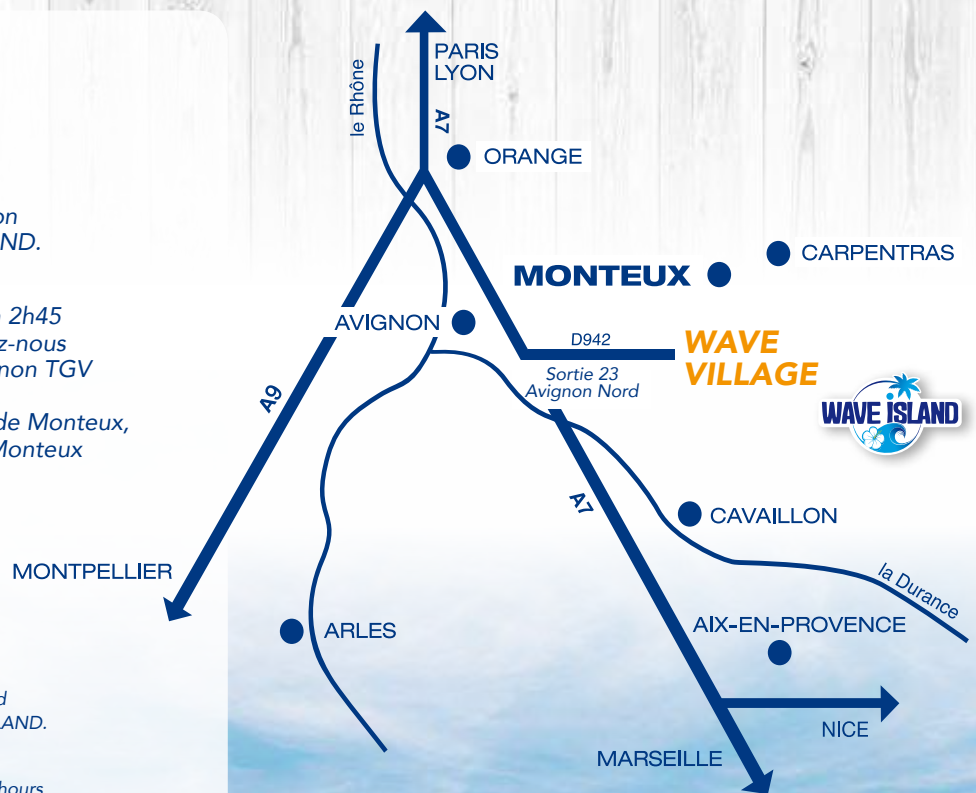 on
ND.
2h45
z-nous
non TGV
de Monteux,
Monteux
d
LAND.
hours
PARIS
LYON
le Rhône
A7
ORANGE
CARPENTRAS
MONTEUX
AVIGNON
D942
WAVE
VILLAGE
Sortie 23
Avignon Nord
WAVE ISLAND
A9
A7
CAVAILLON
MONTPELLIER
la Durance
ARLES
AIX-EN-PROVENCE
NICE
MARSEILLE